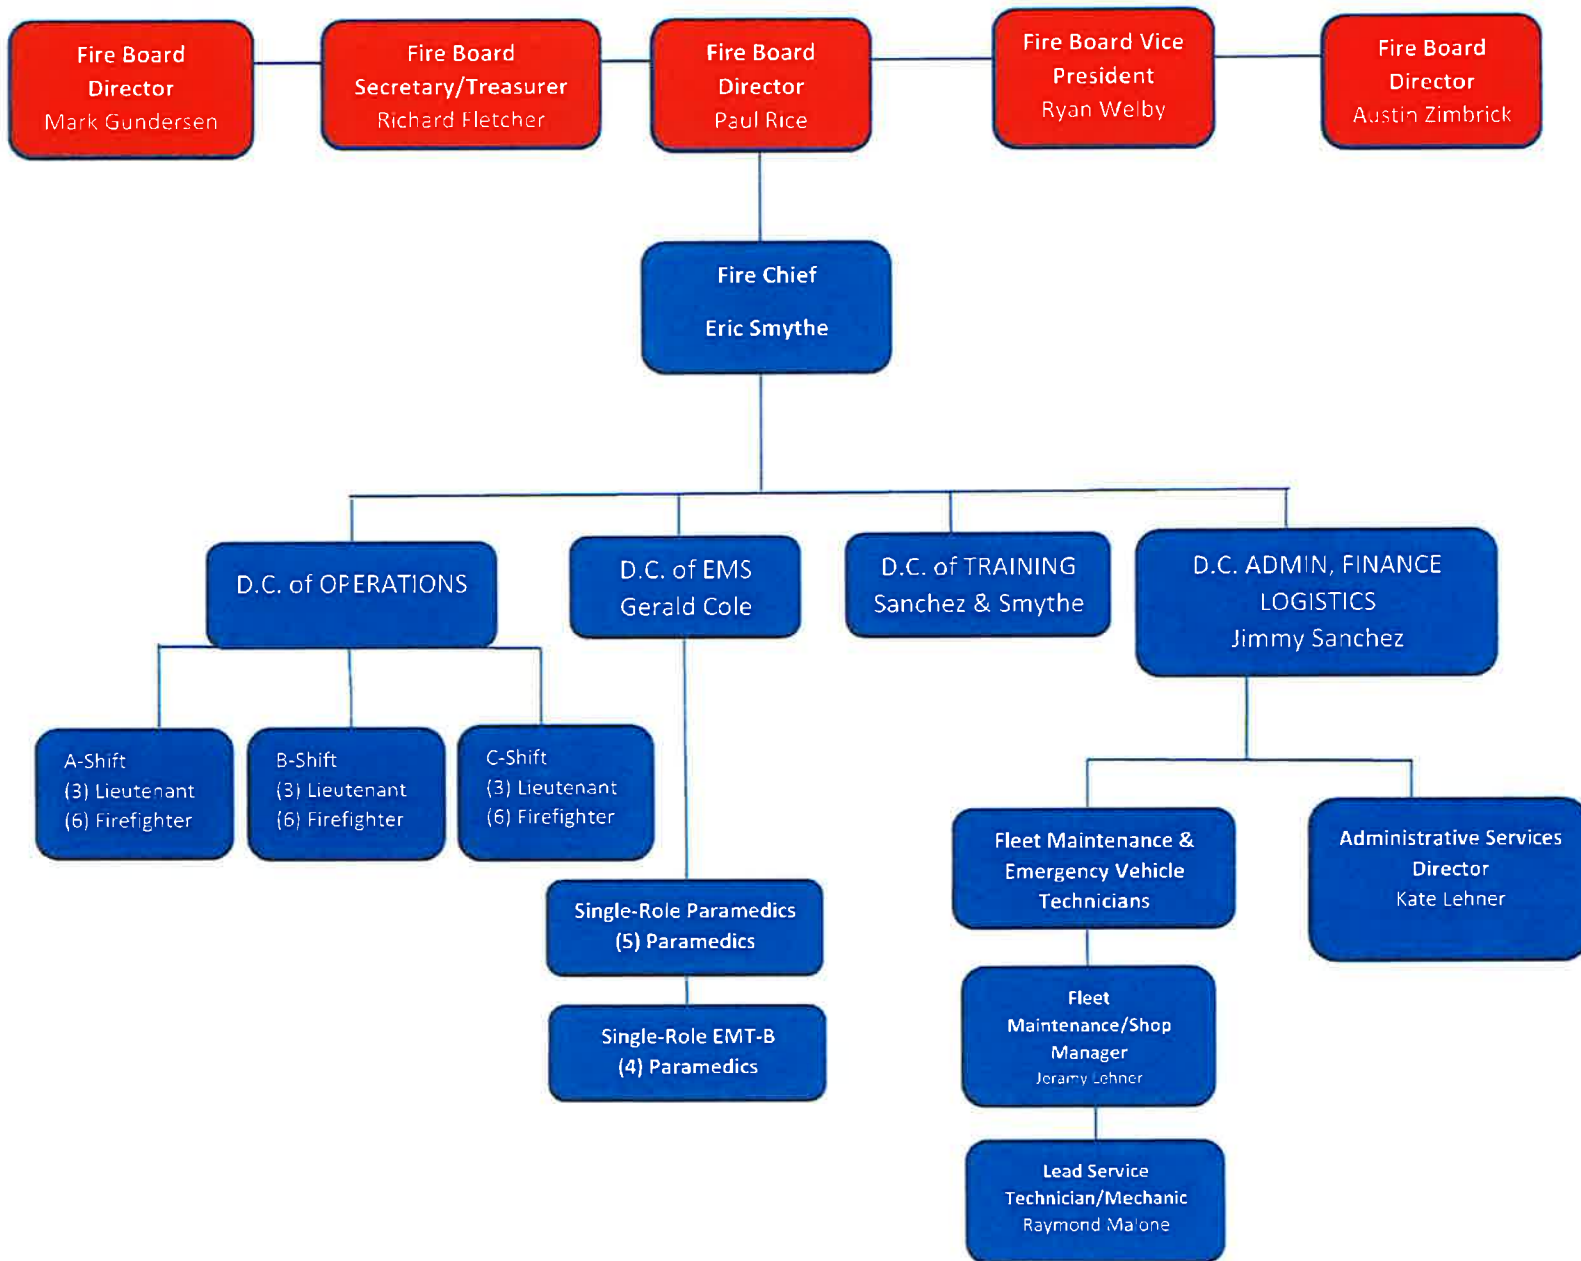 Fire Board
Director
Mark Gundersen
Fire Board
Secretary/Treasurer
Richard Fletcher
Fire Board
Director
Paul Rice
Fire Board Vice
President
Ryan Welby
Fire Board
Director
Austin Zimbrick
Fire Chief
Eric Smythe
D.C. of OPERATIONS
D.C. of EMS
Gerald Cole
D.C. of TRAINING
Sanchez & Smythe
D.C. ADMIN, FINANCE
LOGISTICS
Jimmy Sanchez
A-Shift
(3) Lieutenant
(6) Firefighter
B-Shift
(3) Lieutenant
(6) Firefighter
C-Shift
(3) Lieutenant
(6) Firefighter
Single-Role Paramedics
(5) Paramedics
Single-Role EMT-B
(4) Paramedics
Fleet Maintenance &
Emergency Vehicle
Technicians
Fleet
Maintenance/Shop
Manager
Jeramy Lehner
Lead Service
Technician/Mechanic
Raymond Malone
Administrative Services
Director
Kate Lehner